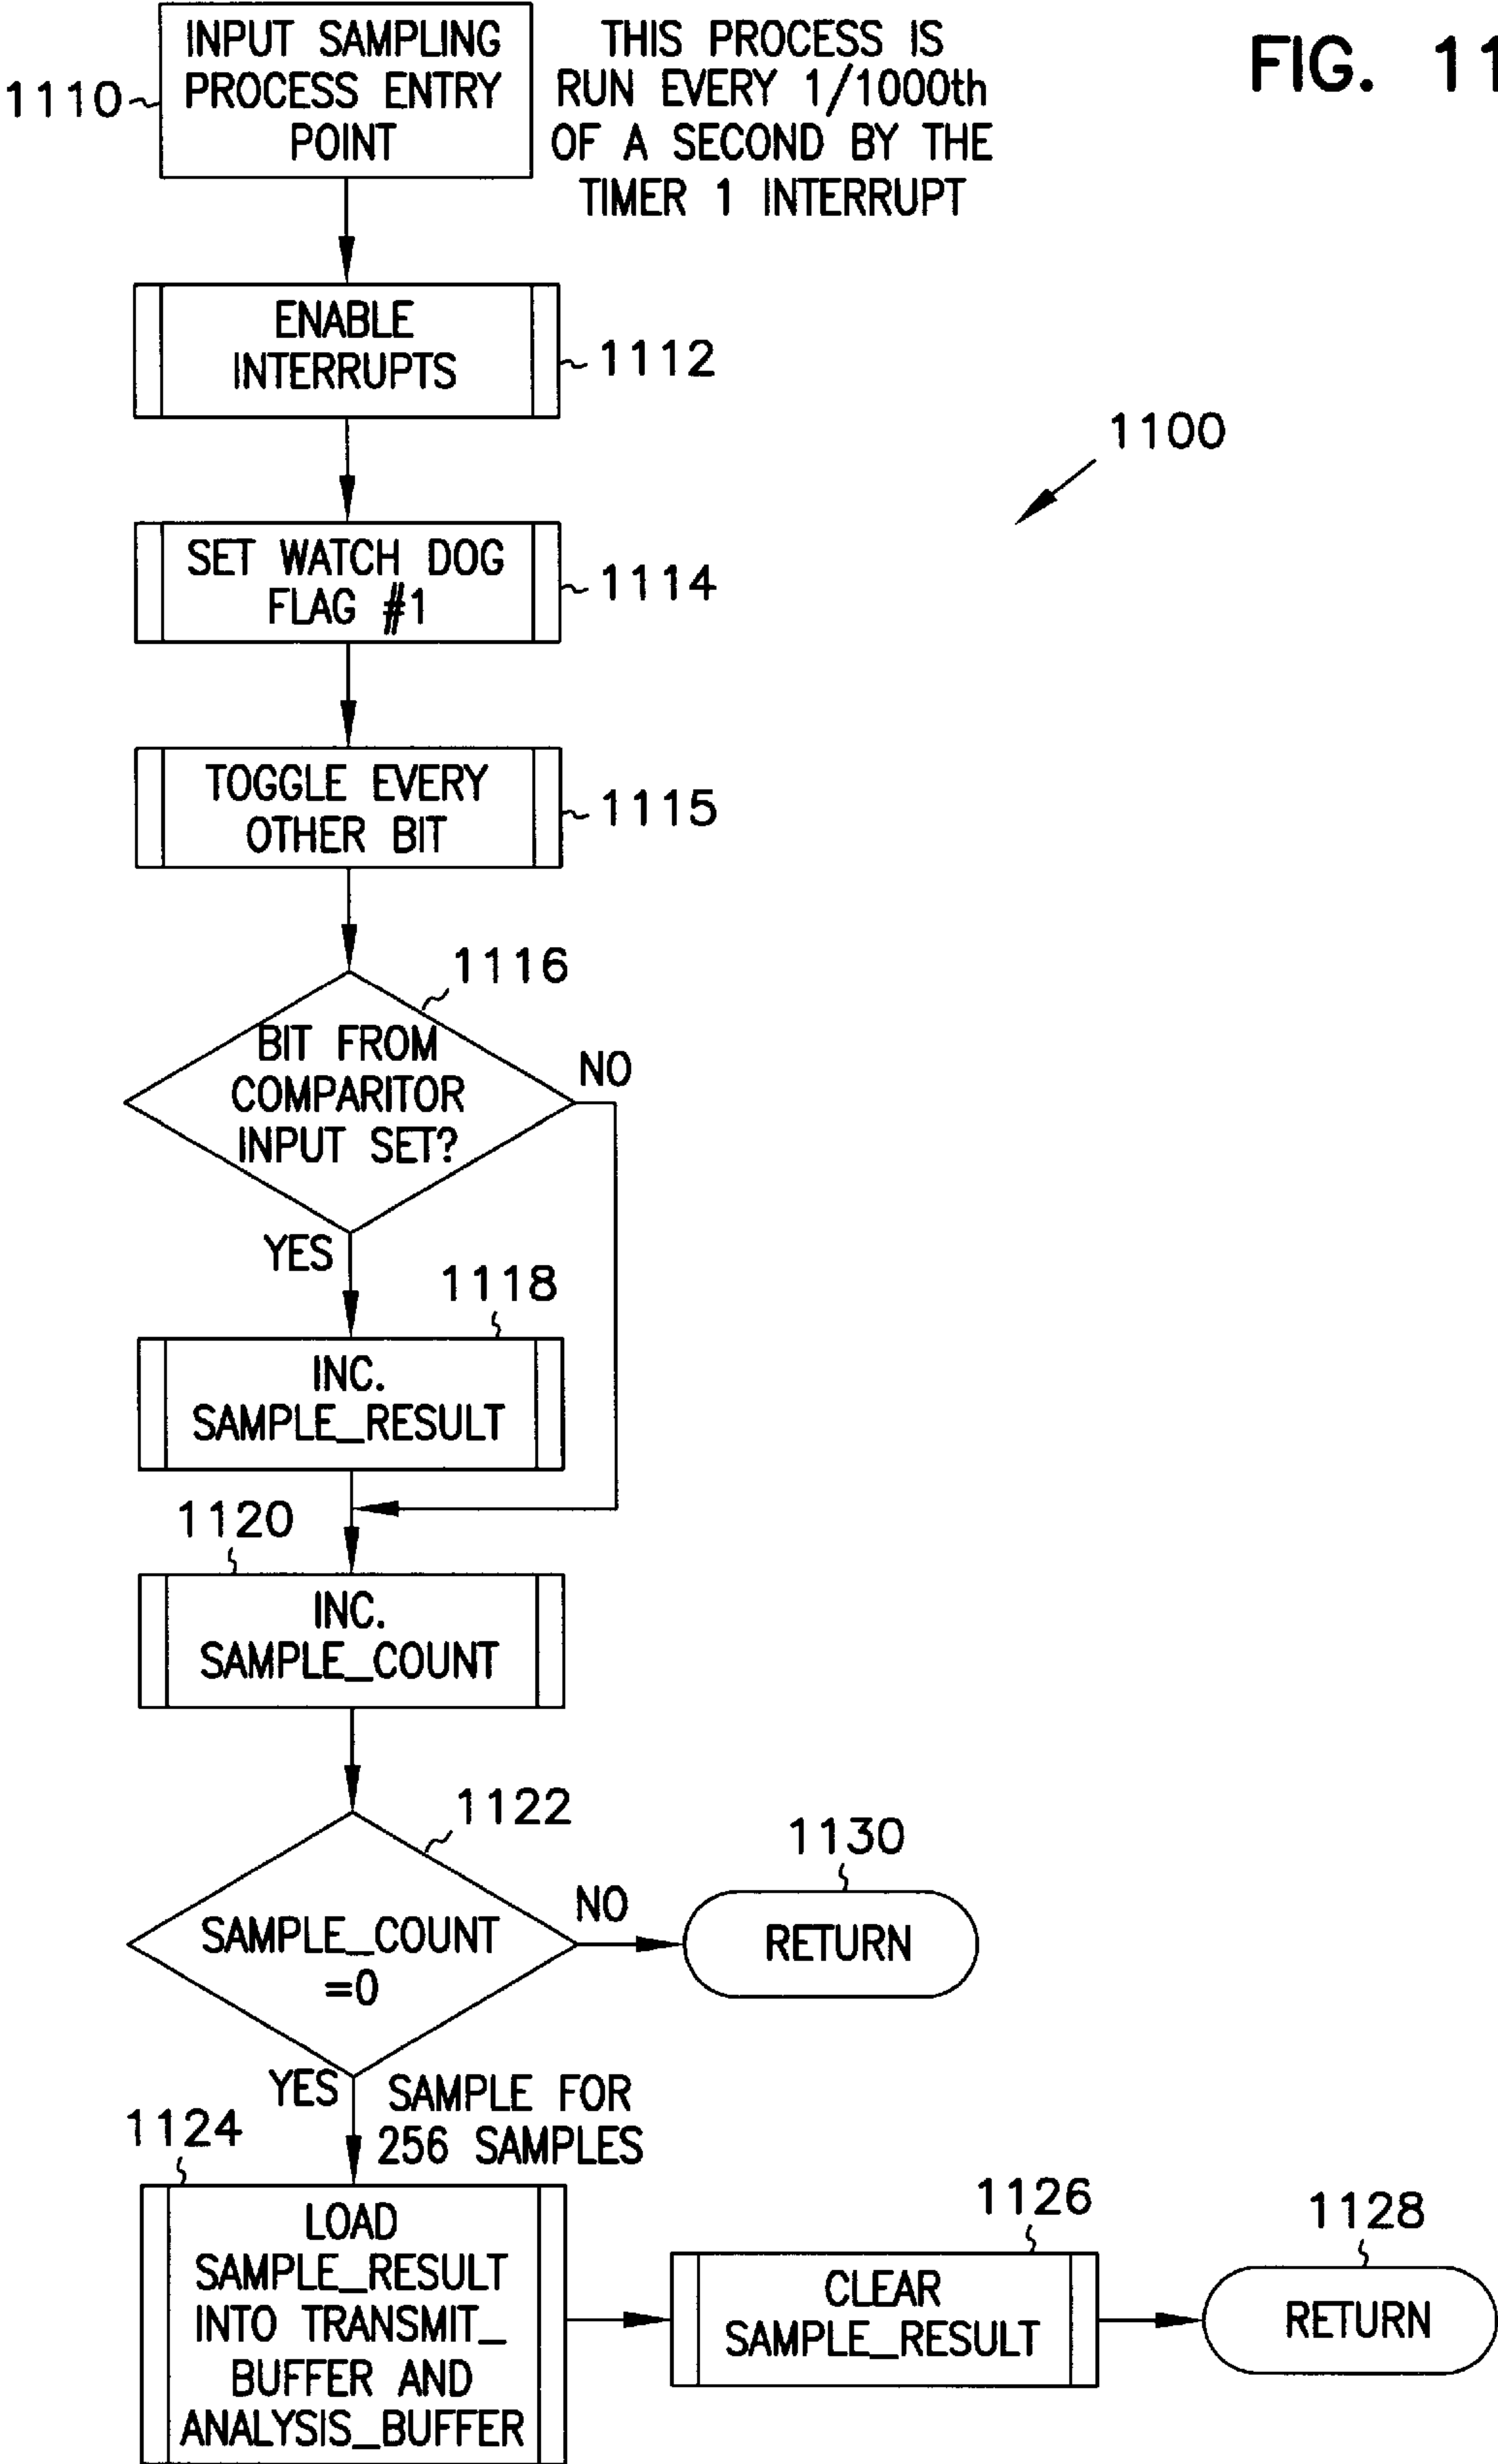 FIG. 11
INPUT SAMPLING
PROCESS ENTRY
POINT
1110
THIS PROCESS IS
RUN EVERY 1/1000th
OF A SECOND BY THE
TIMER 1 INTERRUPT
ENABLE
INTERRUPTS
1112
1100
SET WATCH DOG
FLAG #1
1114
TOGGLE EVERY
OTHER BIT
1115
1116
BIT FROM
COMPARITOR
INPUT SET?
NO
YES
1118
INC.
SAMPLE_RESULT
1120
INC.
SAMPLE_COUNT
1122
SAMPLE_COUNT
=0
NO
1130
RETURN
YES
SAMPLE FOR
256 SAMPLES
1124
LOAD
SAMPLE_RESULT
INTO TRANSMIT_
BUFFER AND
ANALYSIS_BUFFER
1126
CLEAR
SAMPLE_RESULT
1128
RETURN